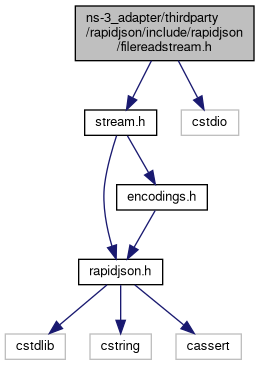 ns-3_adapter/thirdparty
/rapidjson/include/rapidjson
/filereadstream.h
stream.h
cstdio
encodings.h
rapidjson.h
cstdlib
cstring
cassert